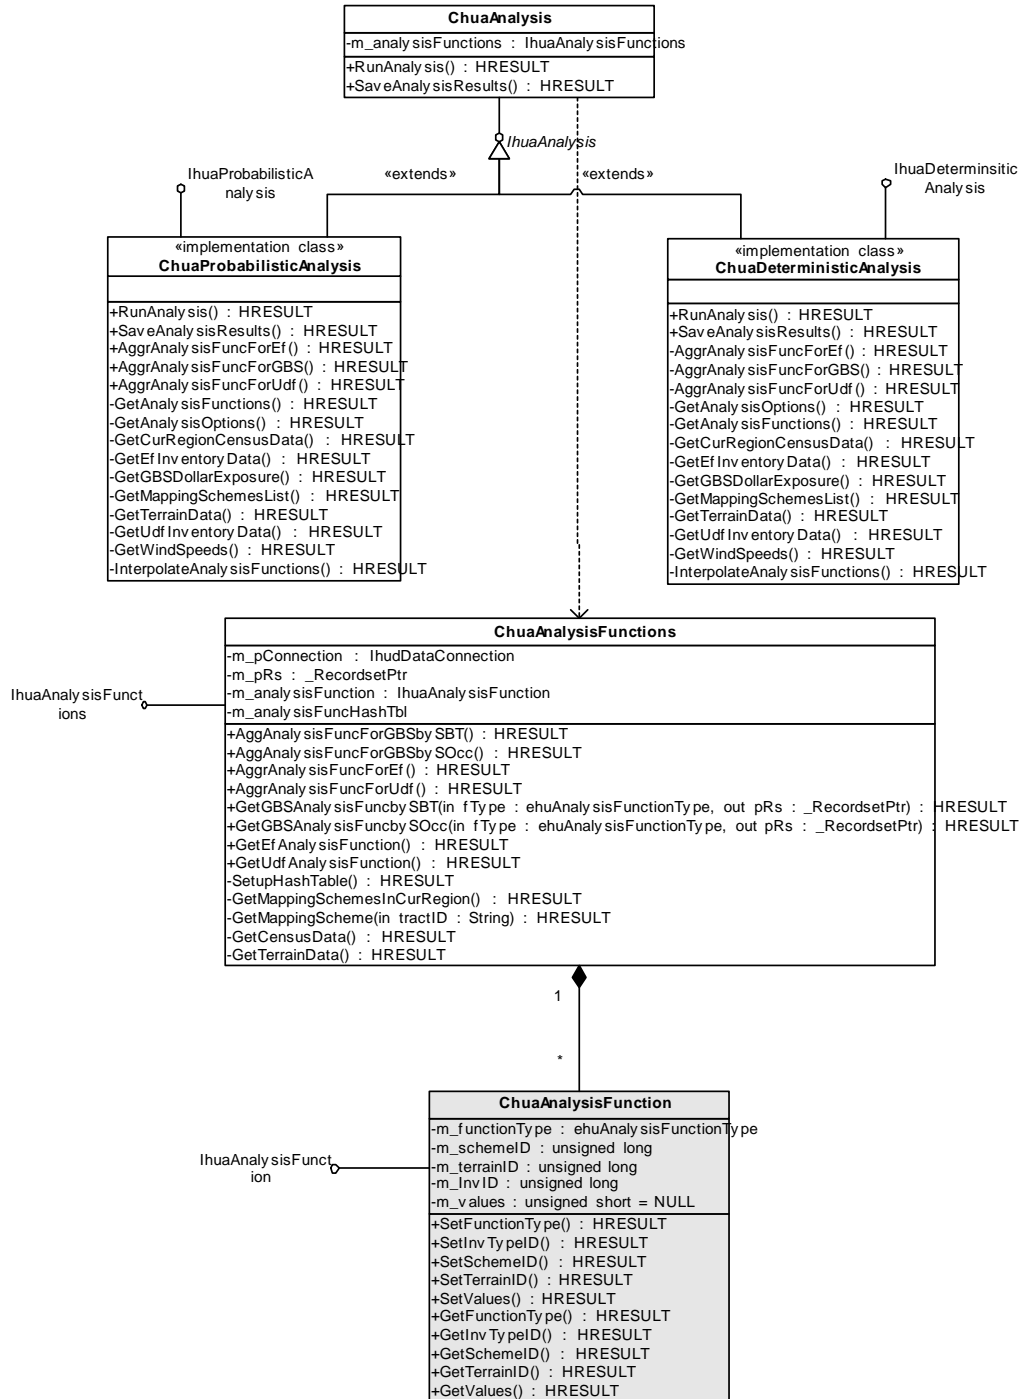 ChuaAnalysis
-m_analysisFunctions : IhuaAnalysisFunctions
+RunAnalysis() : HRESULT
+SaveAnalysisResults() : HRESULT
IhuaAnalysis
«extends»
«extends»
IhuaProbabilisticA
nalysis
IhuaDeterminsitic
Analysis
«implementation class»
ChuaProbabilisticAnalysis
+RunAnalysis() : HRESULT
+SaveAnalysisResults() : HRESULT
+AggrAnalysisFuncForEf() : HRESULT
+AggrAnalysisFuncForGBS() : HRESULT
+AggrAnalysisFuncForUdf() : HRESULT
-GetAnalysisFunctions() : HRESULT
-GetAnalysisOptions() : HRESULT
-GetCurRegionCensusData() : HRESULT
-GetEfInventoryData() : HRESULT
-GetGBSDollarExposure() : HRESULT
-GetMappingSchemesList() : HRESULT
-GetTerrainData() : HRESULT
-GetUdfInventoryData() : HRESULT
-GetWindSpeeds() : HRESULT
-InterpolateAnalysisFunctions() : HRESULT
«implementation class»
ChuaDeterministicAnalysis
+RunAnalysis() : HRESULT
+SaveAnalysisResults() : HRESULT
-AggrAnalysisFuncForEf() : HRESULT
-AggrAnalysisFuncForGBS() : HRESULT
-AggrAnalysisFuncForUdf() : HRESULT
-GetAnalysisOptions() : HRESULT
-GetAnalysisFunctions() : HRESULT
-GetCurRegionCensusData() : HRESULT
-GetEfInventoryData() : HRESULT
-GetGBSDollarExposure() : HRESULT
-GetMappingSchemesList() : HRESULT
-GetTerrainData() : HRESULT
-GetUdfInventoryData() : HRESULT
-GetWindSpeeds() : HRESULT
-InterpolateAnalysisFunctions() : HRESULT
ChuaAnalysisFunctions
-m_pConnection : IhudDataConnection
-m_pRs : _RecordsetPtr
-m_analysisFunction : IhuaAnalysisFunction
-m_analysisFuncHashTbl
IhuaAnalysisFunct
ions
+AggAnalysisFuncForGBSbySBT() : HRESULT
+AggAnalysisFuncForGBSbySOcc() : HRESULT
+AggrAnalysisFuncForEf() : HRESULT
+AggrAnalysisFuncForUdf() : HRESULT
+GetGBSAnalysisFuncbySBT(in fType : ehuAnalysisFunctionType, out pRs : _RecordsetPtr) : HRESULT
+GetGBSAnalysisFuncbySOcc(in fType : ehuAnalysisFunctionType, out pRs : _RecordsetPtr) : HRESULT
+GetEfAnalysisFunction() : HRESULT
+GetUdfAnalysisFunction() : HRESULT
-SetupHashTable() : HRESULT
-GetMappingSchemesInCurRegion() : HRESULT
-GetMappingScheme(in tractID : String) : HRESULT
-GetCensusData() : HRESULT
-GetTerrainData() : HRESULT
1
*
ChuaAnalysisFunction
-m_functionType : ehuAnalysisFunctionType
-m_schemeID : unsigned long
-m_terrainID : unsigned long
-m_InvID : unsigned long
-m_values : unsigned short = NULL
IhuaAnalysisFunct
ion
+SetFunctionType() : HRESULT
+SetInvTypeID() : HRESULT
+SetSchemeID() : HRESULT
+SetTerrainID() : HRESULT
+SetValues() : HRESULT
+GetFunctionType() : HRESULT
+GetInvTypeID() : HRESULT
+GetSchemeID() : HRESULT
+GetTerrainID() : HRESULT
+GetValues() : HRESULT